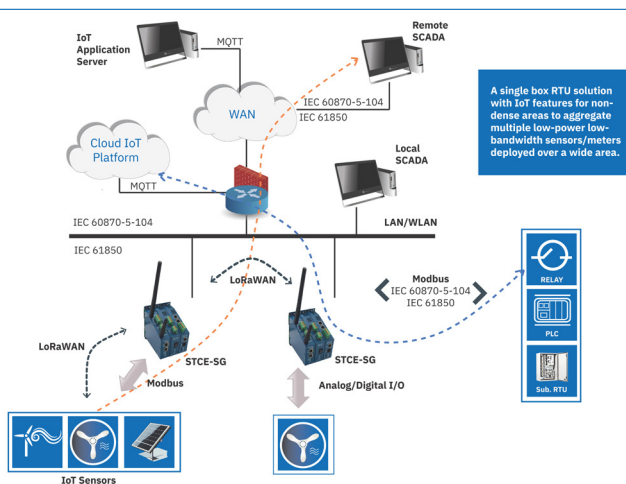 IoT
Application
Server
MQTT
Remote
SCADA
WAN
IEC 60870-5-104
IEC 61850
A single box RTU solution
with IoT features for non-
dense areas to aggregate
multiple low-power low-
bandwidth sensors/meters
deployed over a wide area.
Cloud IoT
Platform
MQTT
Local
SCADA
IEC 60870-5-104
LAN/WLAN
IEC 61850
LoRaWAN
Modbus
IEC 60870-5-104
IEC 61850
RELAY
PLC
Sub. RTU
LoRaWAN
STCE-SG
STCE-SG
Modbus
Analog/Digital I/O
IoT Sensors